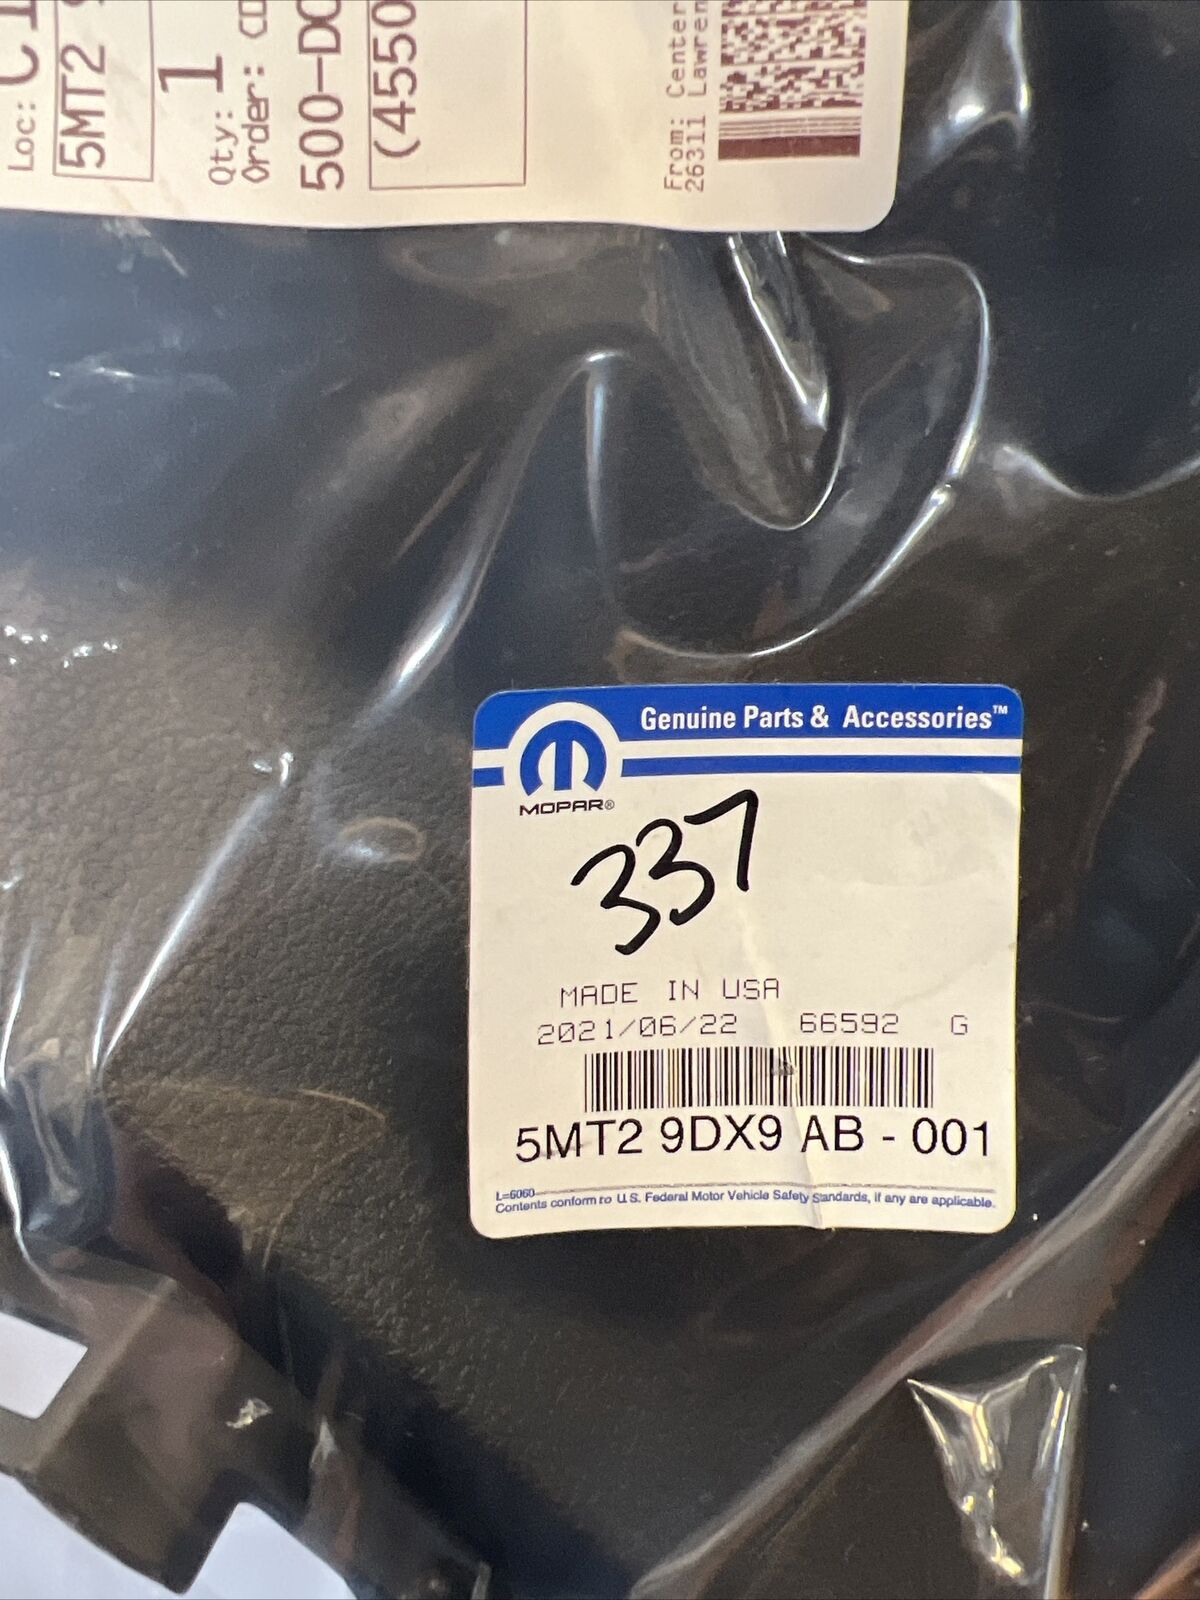 Loc:
5MT2
Qty: 1
Order:
(4550
From: Center
26311 Lawren
Genuine Parts & Accessories™
MOPAR®
337
MADE IN USA
2021/06/22 66592 G
5MT2 9DX9 AB - 001
L=6060
Contents conform to U.S. Federal Motor Vehicle Safety Standards, if any are applicable.